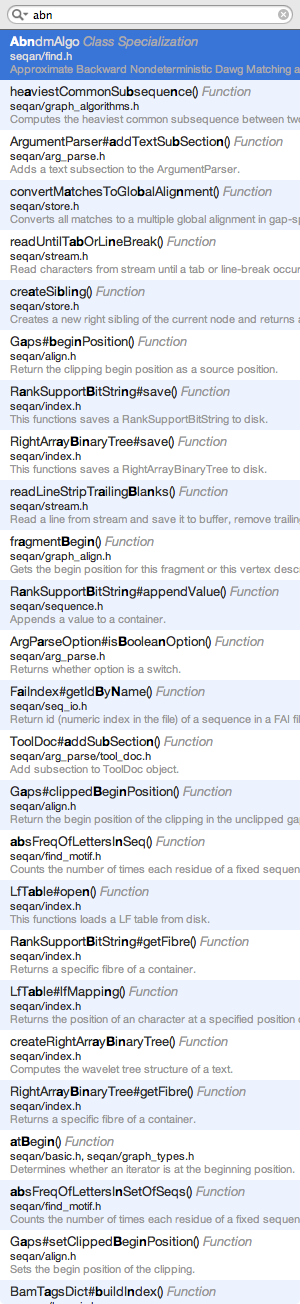 abn
AbndmAlgo Class Specialization
seqan/find.h
Approximate Backward Nondeterministic Dawg Matching a
heaviestCommonSubsequence() Function
seqan/graph_algorithms.h
Computes the heaviest common subsequence between two
ArgumentParser#addTextSubSection() Function
seqan/arg_parse.h
Adds a text subsection to the ArgumentParser.
convertMatchesToGlobalAlignment() Function
seqan/store.h
Converts all matches to a multiple global alignment in gap-sp
readUntilTabOrLineBreak() Function
seqan/stream.h
Read characters from stream until a tab or line-break occur
createSibling() Function
seqan/store.h
Creates a new right sibling of the current node and returns a
Gaps#beginPosition() Function
seqan/align.h
Return the clipping begin position as a source position.
RankSupportBitString#save() Function
seqan/index.h
This functions saves a RankSupportBitString to disk.
RightArrayBinaryTree#save() Function
seqan/index.h
This functions saves a RightArrayBinaryTree to disk.
readLineStripTrailingBlanks() Function
seqan/stream.h
Read a line from stream and save it to buffer, remove trailin
fragmentBegin() Function
seqan/graph_align.h
Gets the begin position for this fragment or this vertex desc
RankSupportBitString#appendValue() Function
seqan/sequence.h
Appends a value to a container.
ArgParseOption#isBooleanOption() Function
seqan/arg_parse.h
Returns whether option is a switch.
FaiIndex#getIdByName() Function
seqan/seq_io.h
Return id (numeric index in the file) of a sequence in a FAI fil
ToolDoc#addSubSection() Function
seqan/arg_parse/tool_doc.h
Add subsection to ToolDoc object.
Gaps#clippedBeginPosition() Function
seqan/align.h
Return the begin position of the clipping in the unclipped ga
absFreqOfLettersInSeq() Function
seqan/find_motif.h
Counts the number of times each residue of a fixed sequen
LfTable#open() Function
seqan/index.h
This functions loads a LF table from disk.
RankSupportBitString#getFibre() Function
seqan/index.h
Returns a specific fibre of a container.
LfTable#lfMapping() Function
seqan/index.h
Returns the position of an character at a specified position o
createRightArrayBinaryTree() Function
seqan/index.h
Computes the wavelet tree structure of a text.
RightArrayBinaryTree#getFibre() Function
seqan/index.h
Returns a specific fibre of a container.
atBegin() Function
seqan/basic.h, seqan/graph_types.h
Determines whether an iterator is at the beginning position.
absFreqOfLettersInSetOfSeqs() Function
seqan/find_motif.h
Counts the number of times each residue of a fixed sequen
Gaps#setClippedBeginPosition() Function
seqan/align.h
Sets the begin position of the clipping.
BamTagsDict#buildIndex() Function